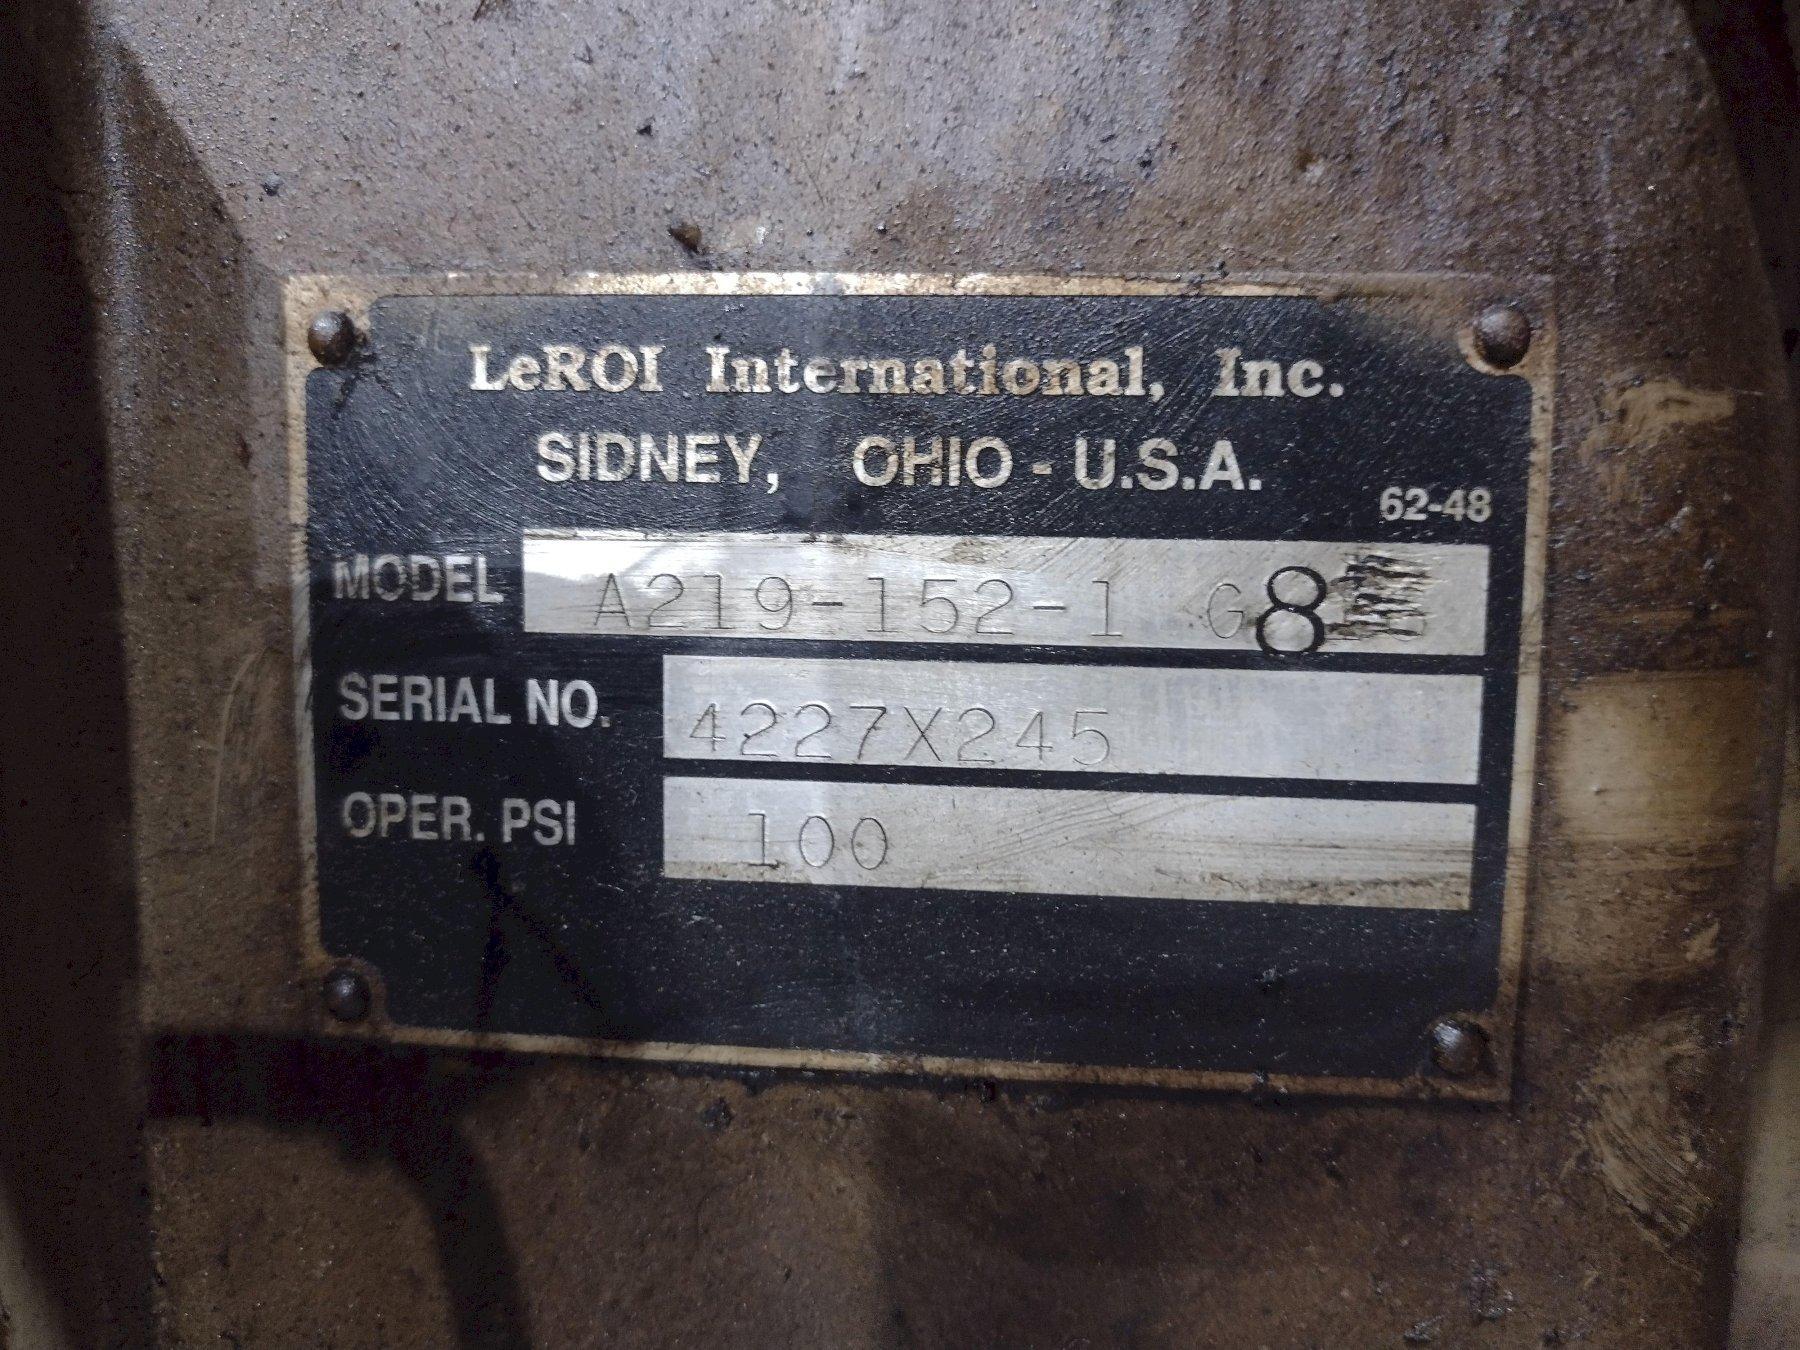 LeROI International, Inc.
SIDNEY, OHIO - U.S.A.
62-48
MODEL A219-152-1 G8
SERIAL NO. 4227X245
OPER. PSI 100